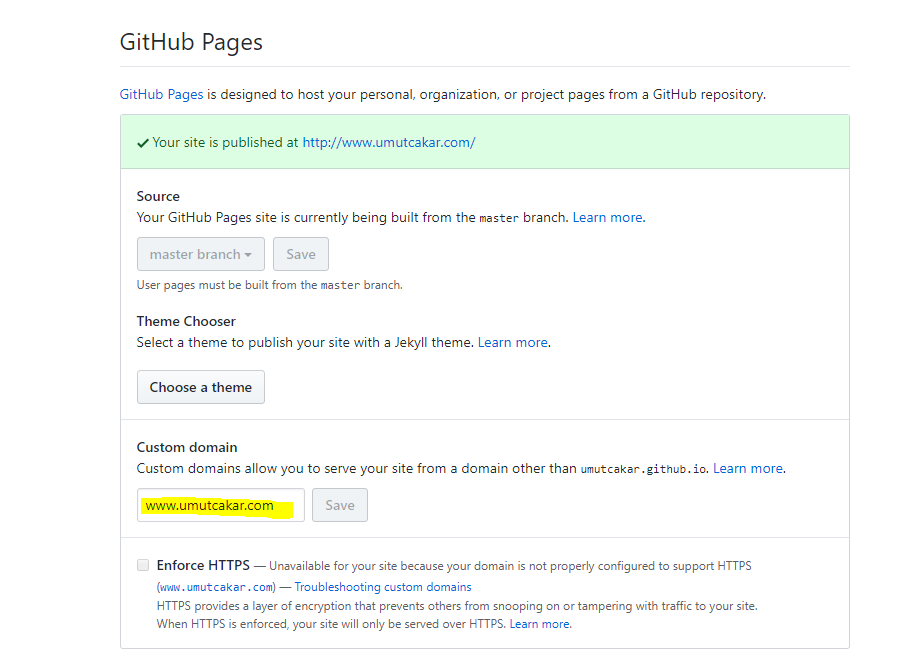 GitHub Pages
GitHub Pages is designed to host your personal, organization, or project pages from a GitHub repository.
Your site is published at http://www.umutcakar.com/
Source
Your GitHub Pages site is currently being built from the master branch. Learn more.
master branch Save
User pages must be built from the master branch.
Theme Chooser
Select a theme to publish your site with a Jekyll theme. Learn more.
Choose a theme
Custom domain
Custom domains allow you to serve your site from a domain other than umutcakar.github.io. Learn more.
www.umutcakar.com Save
Enforce HTTPS — Unavailable for your site because your domain is not properly configured to support HTTPS
(www.umutcakar.com) — Troubleshooting custom domains
HTTPS provides a layer of encryption that prevents others from snooping on or tampering with traffic to your site.
When HTTPS is enforced, your site will only be served over HTTPS. Learn more.